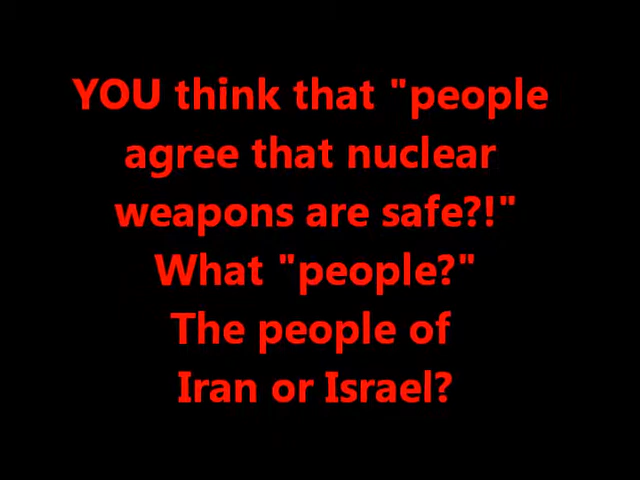 YOU think that "people
agree that nuclear
weapons are safe?!"
What "people?"
The people of
Iran or Israel?